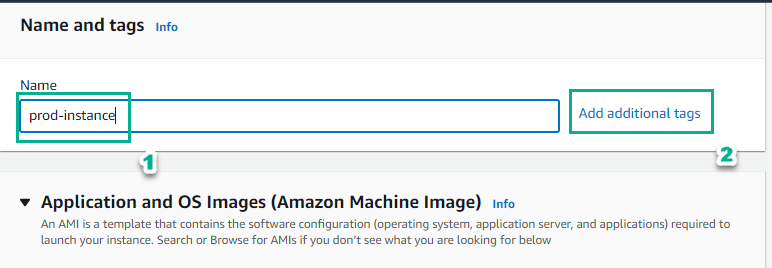 Name and tags Info
Name
prod-instance
Add additional tags
1
2
Application and OS Images (Amazon Machine Image) Info
An AMI is a template that contains the software configuration (operating system, application server, and applications) required to
launch your instance. Search or Browse for AMIs if you don't see what you are looking for below